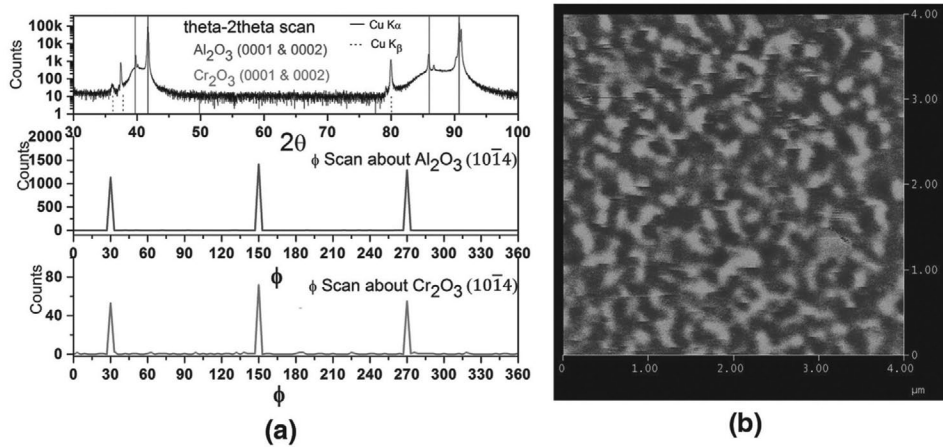 theta-2theta scan
Cu Kα
Al₂O₃ (0001 & 0002)
Cu Kβ
Cr₂O₃ (0001 & 0002)
Counts
100k
10k
1k
100
10
1
30 40 50 60 70 80 90 100
2θ
ϕ Scan about Al₂O₃ (101̅4)
Counts
2000
1500
1000
500
0
0 30 60 90 120 150 180 210 240 270 300 330 360
ϕ
ϕ Scan about Cr₂O₃ (101̅4)
Counts
80
40
0
0 30 60 90 120 150 180 210 240 270 300 330 360
ϕ
(a)
4.00
3.00
2.00
1.00
0
0 1.00 2.00 3.00 4.00
µm
(b)